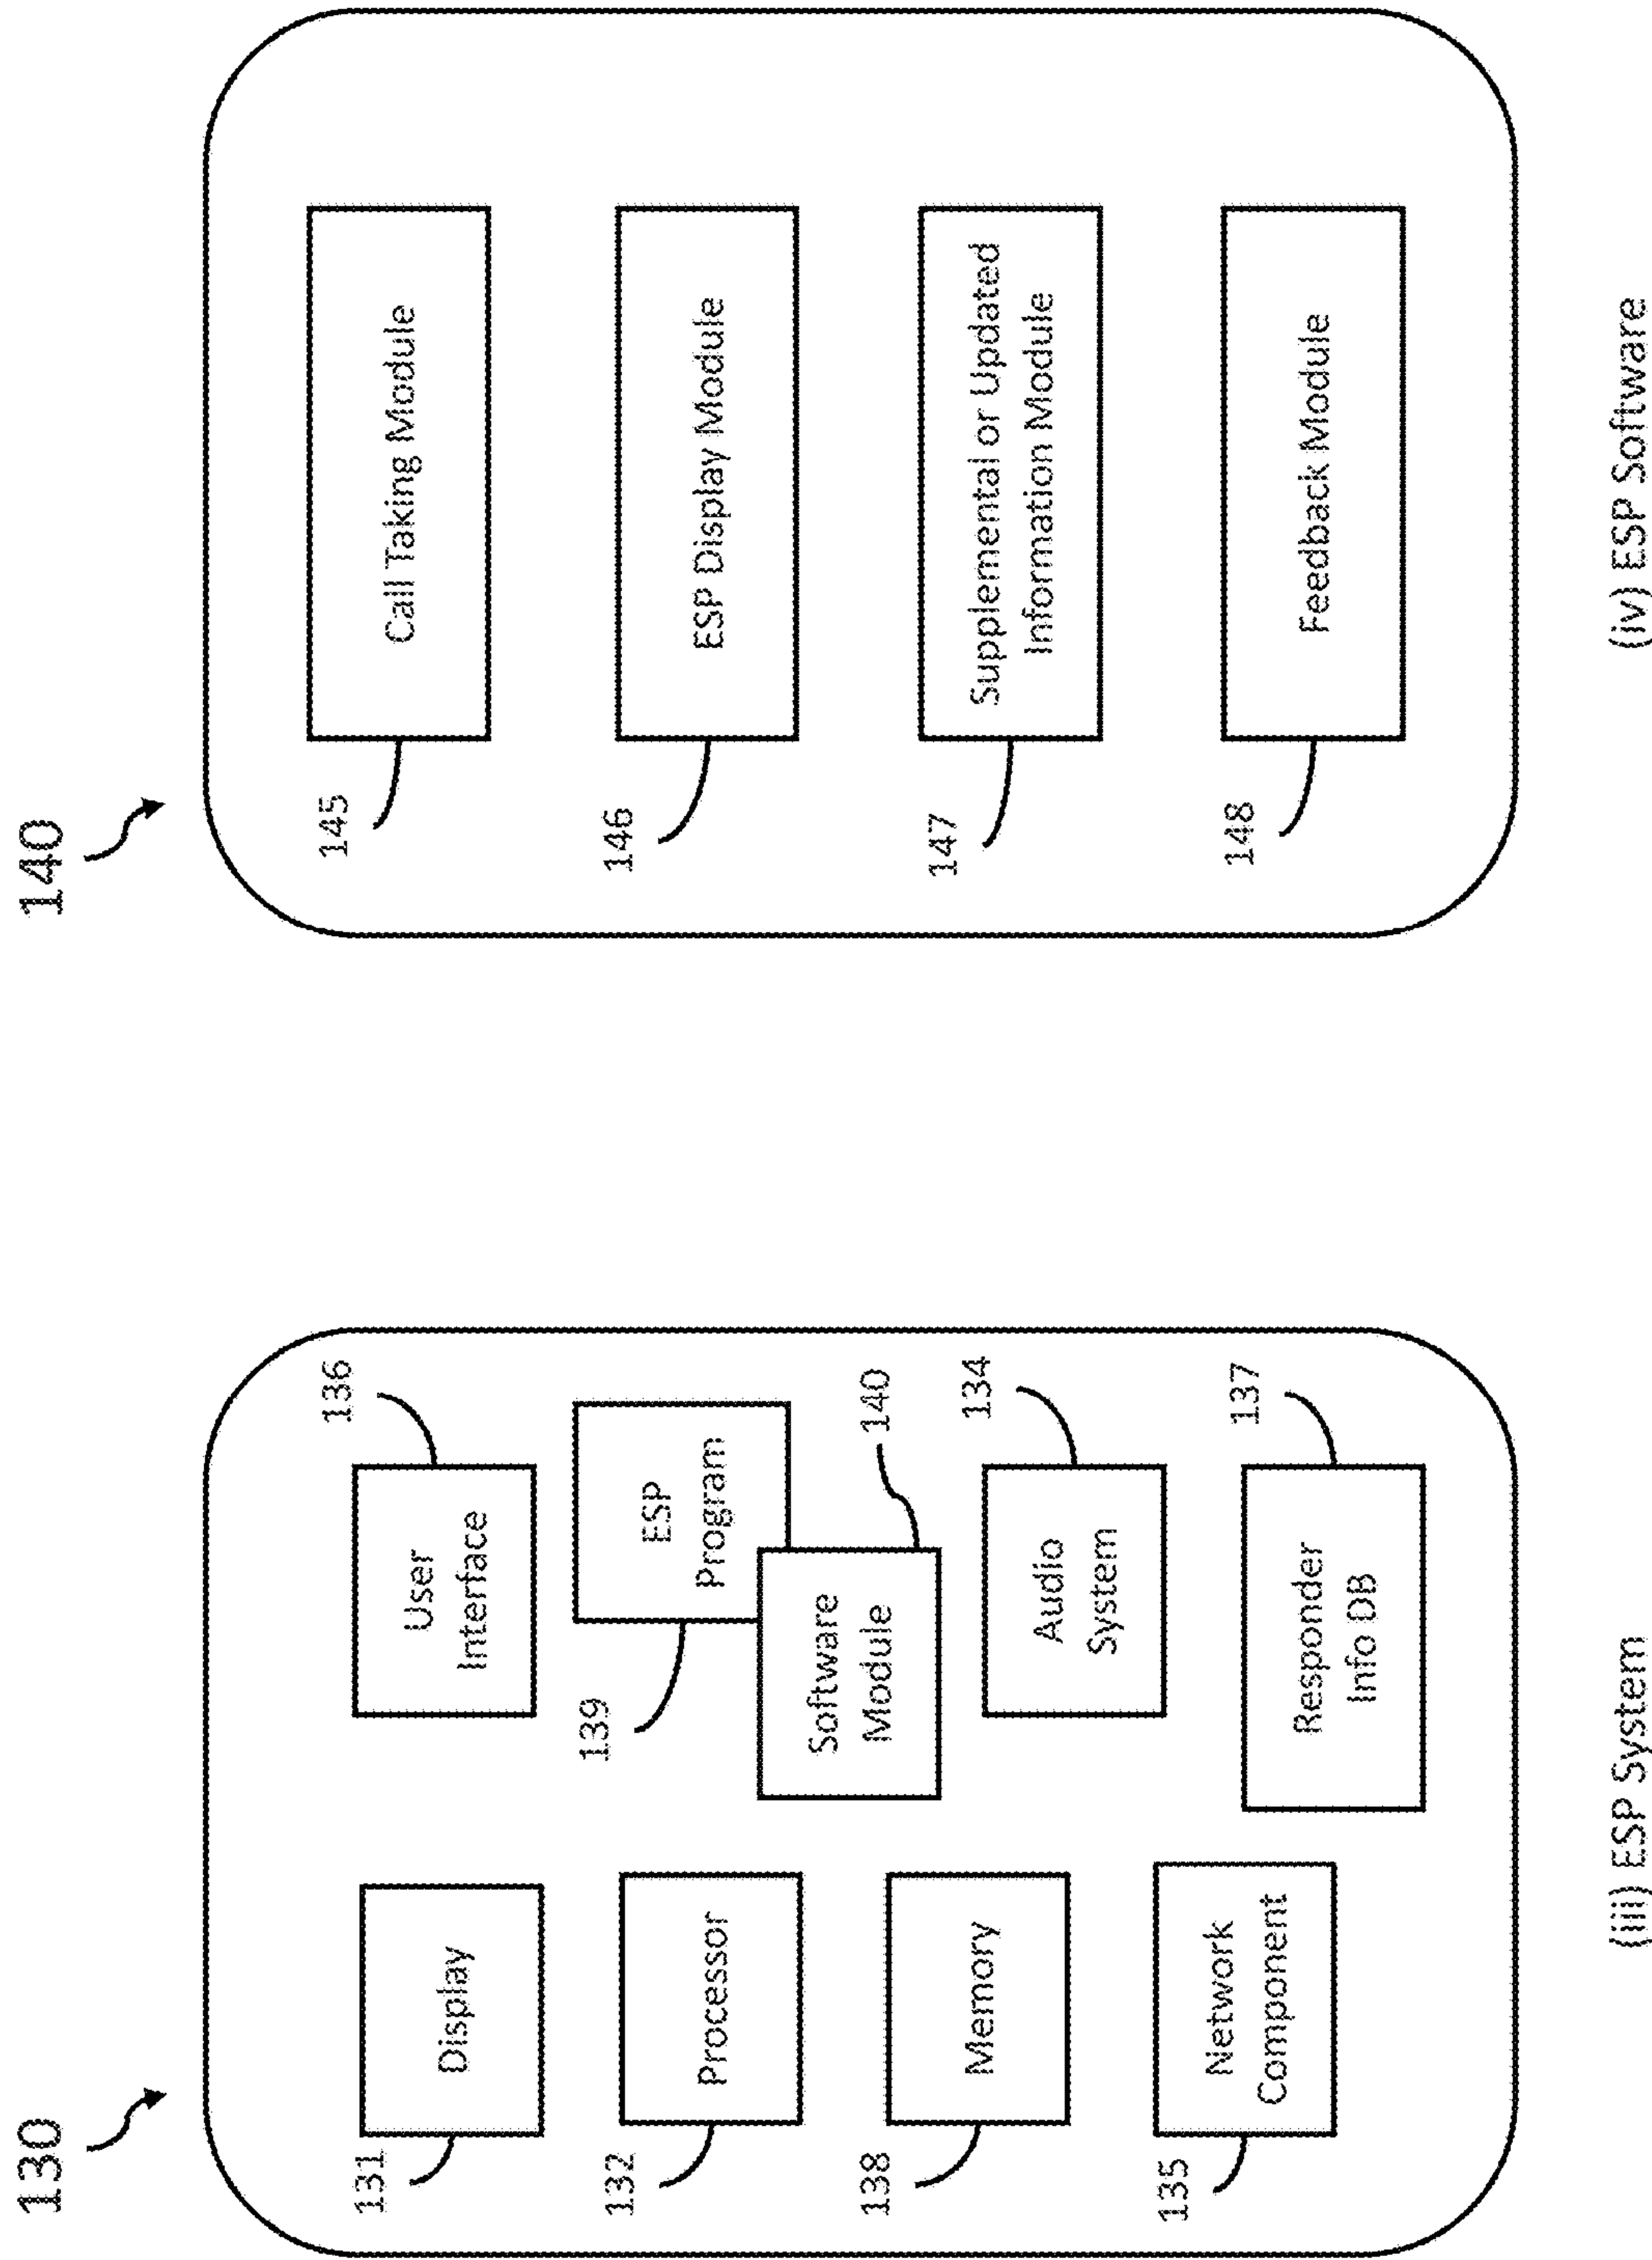 130
131
Display
132
Processor
138
Memory
135
Network
Component
136
User
Interface
139
ESP
Program
Software
Module
140
134
Audio
System
137
Responder
Info DB
(iii) ESP System
140
145
Call Taking Module
146
ESP Display Module
147
Supplemental or Updated
Information Module
148
Feedback Module
(iv) ESP Software